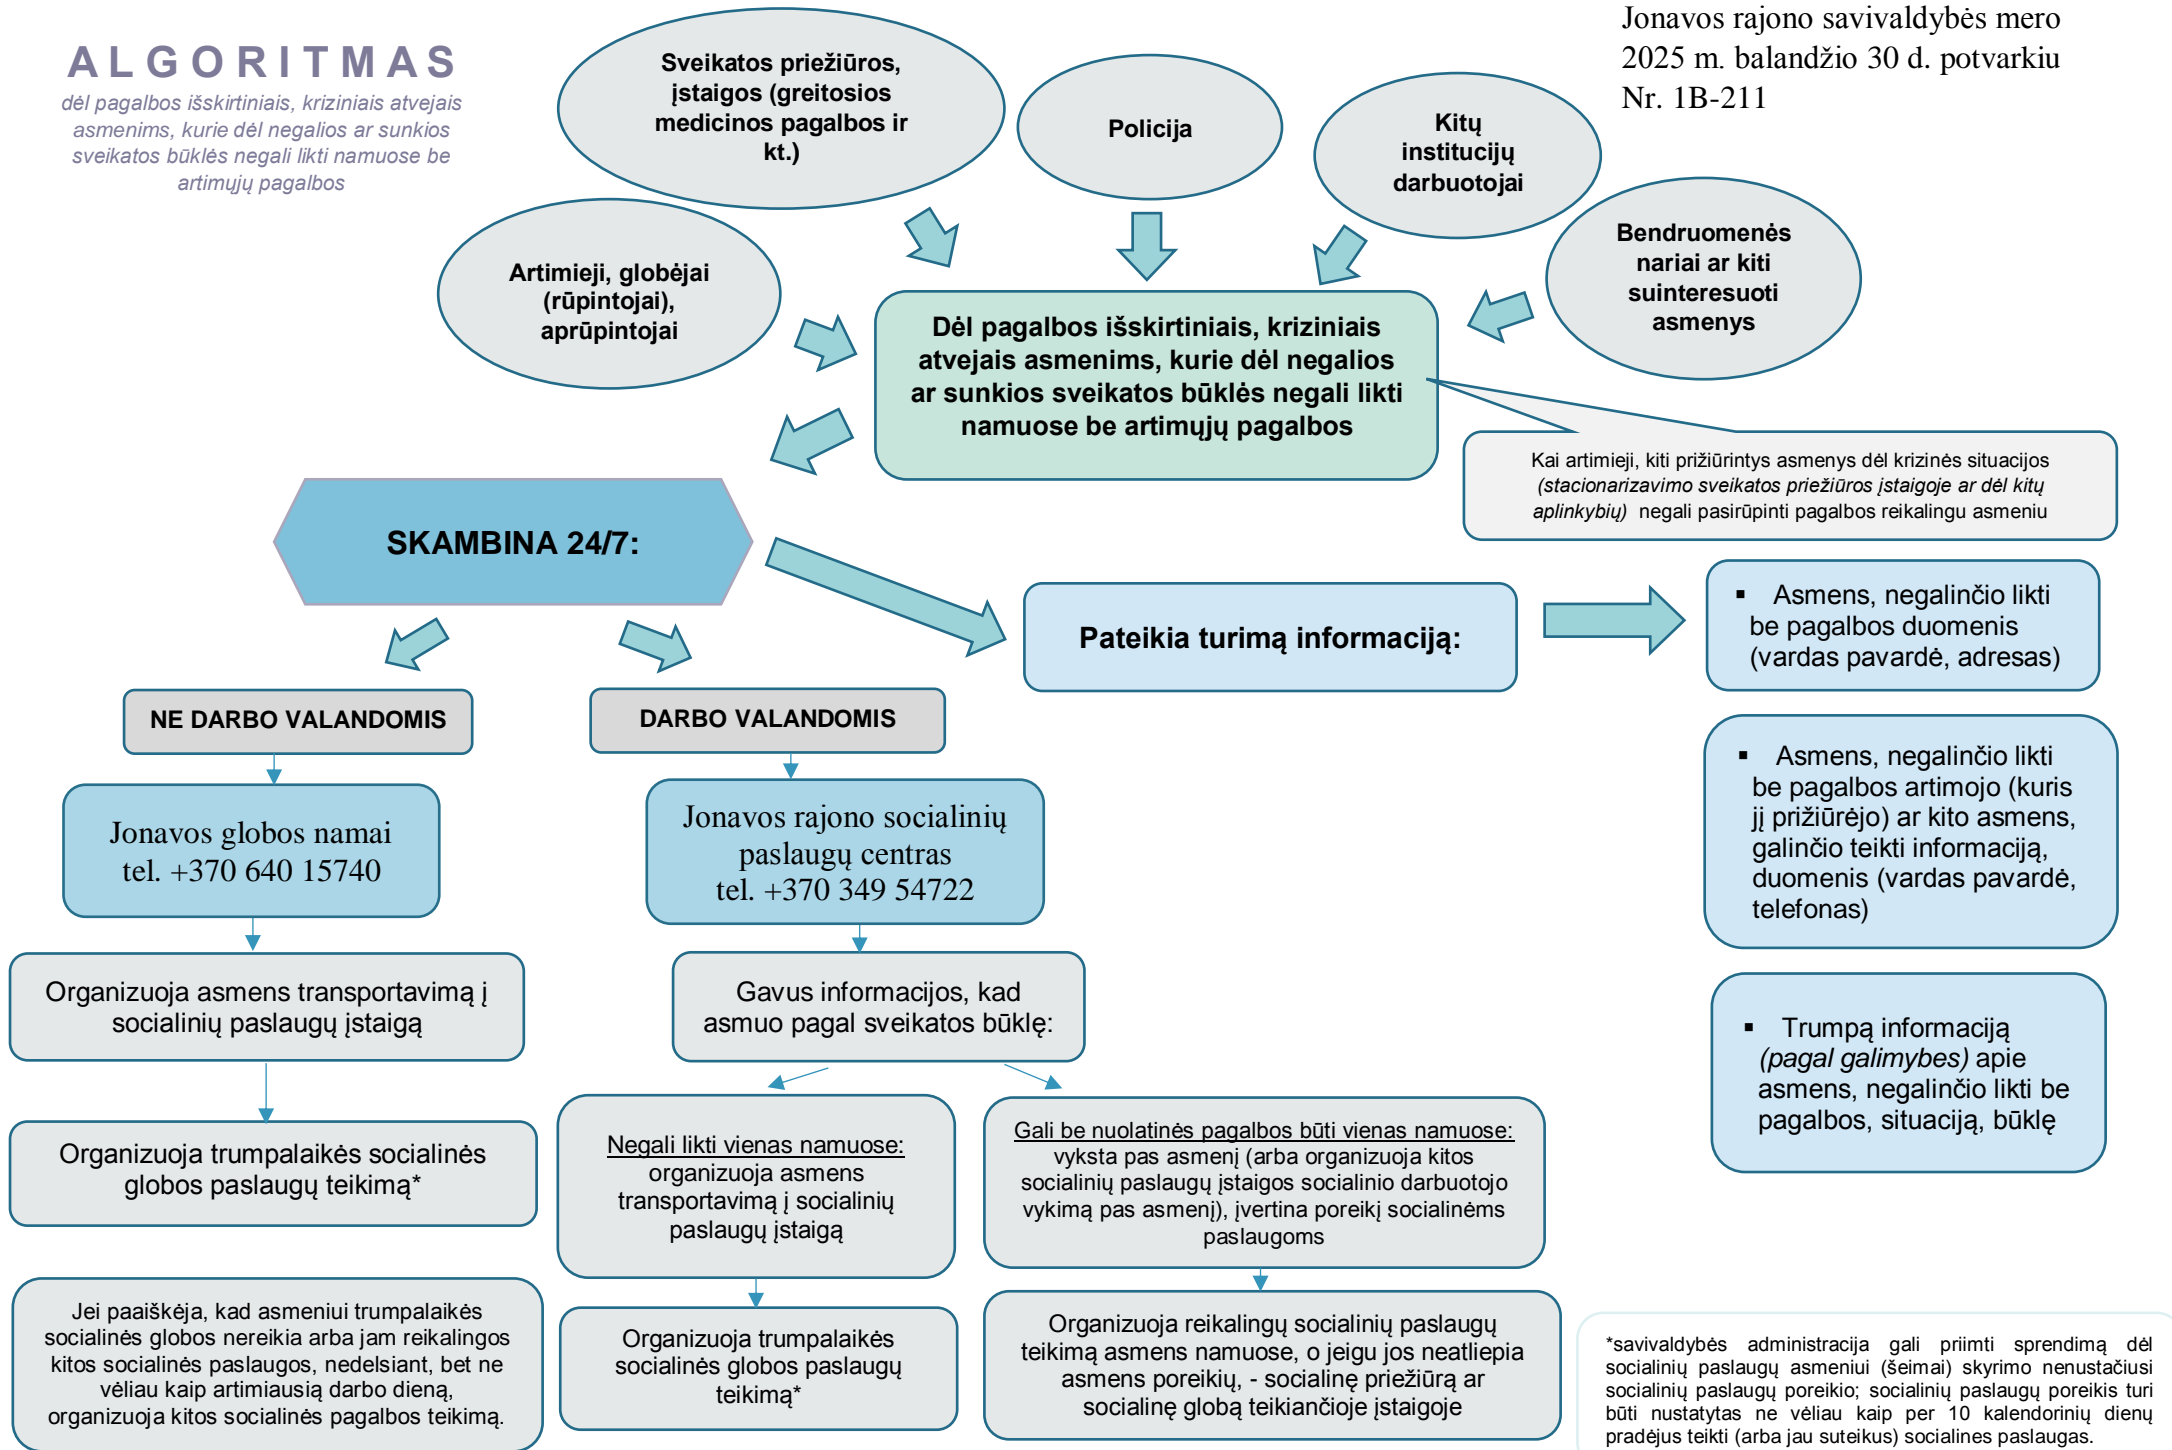 ALGORITMAS
dėl pagalbos išskirtiniais, kriziniais atvejais
asmenims, kurie dėl negalios ar sunkios
sveikatos būklės negali likti namuose be
artimųjų pagalbos
Jonavos rajono savivaldybės mero
2025 m. balandžio 30 d. potvarkiu
Nr. 1B-211
Sveikatos priežiūros,
įstaigos (greitosios
medicinos pagalbos ir
kt.)
Policija
Kitų
institucijų
darbuotojai
Artimieji, globėjai
(rūpintojai),
aprūpintojai
Bendruomenės
nariai ar kiti
suinteresuoti
asmenys
Dėl pagalbos išskirtiniais, kriziniais
atvejais asmenims, kurie dėl negalios
ar sunkios sveikatos būklės negali likti
namuose be artimųjų pagalbos
Kai artimieji, kiti prižiūrintys asmenys dėl krizinės situacijos
(stacionarizavimo sveikatos priežiūros įstaigoje ar dėl kitų
aplinkybių) negali pasirūpinti pagalbos reikalingu asmeniu
SKAMBINA 24/7:
Pateikia turimą informaciją:
▪ Asmens, negalinčio likti
be pagalbos duomenis
(vardas pavardė, adresas)
▪ Asmens, negalinčio likti
be pagalbos artimojo (kuris
jį prižiūrėjo) ar kito asmens,
galinčio teikti informaciją,
duomenis (vardas pavardė,
telefonas)
▪ Trumpą informaciją
(pagal galimybes) apie
asmens, negalinčio likti be
pagalbos, situaciją, būklę
NE DARBO VALANDOMIS
Jonavos globos namai
tel. +370 640 15740
Organizuoja asmens transportavimą į
socialinių paslaugų įstaigą
Organizuoja trumpalaikės socialinės
globos paslaugų teikimą*
Jei paaiškėja, kad asmeniui trumpalaikės
socialinės globos nereikia arba jam reikalingos
kitos socialinės paslaugos, nedelsiant, bet ne
vėliau kaip artimiausią darbo dieną,
organizuoja kitos socialinės pagalbos teikimą.
DARBO VALANDOMIS
Jonavos rajono socialinių
paslaugų centras
tel. +370 349 54722
Gavus informacijos, kad
asmuo pagal sveikatos būklę:
Negali likti vienas namuose:
organizuoja asmens
transportavimą į socialinių
paslaugų įstaigą
Organizuoja trumpalaikės
socialinės globos paslaugų
teikimą*
Gali be nuolatinės pagalbos būti vienas namuose:
vyksta pas asmenį (arba organizuoja kitos
socialinių paslaugų įstaigos socialinio darbuotojo
vykimą pas asmenį), įvertina poreikį socialinėms
paslaugoms
Organizuoja reikalingų socialinių paslaugų
teikimą asmens namuose, o jeigu jos neatliepia
asmens poreikių, - socialinę priežiūrą ar
socialinę globą teikiančioje įstaigoje
*savivaldybės administracija gali priimti sprendimą dėl
socialinių paslaugų asmeniui (šeimai) skyrimo nenustačiusi
socialinių paslaugų poreikio; socialinių paslaugų poreikis turi
būti nustatytas ne vėliau kaip per 10 kalendorinių dienų
pradėjus teikti (arba jau suteikus) socialines paslaugas.